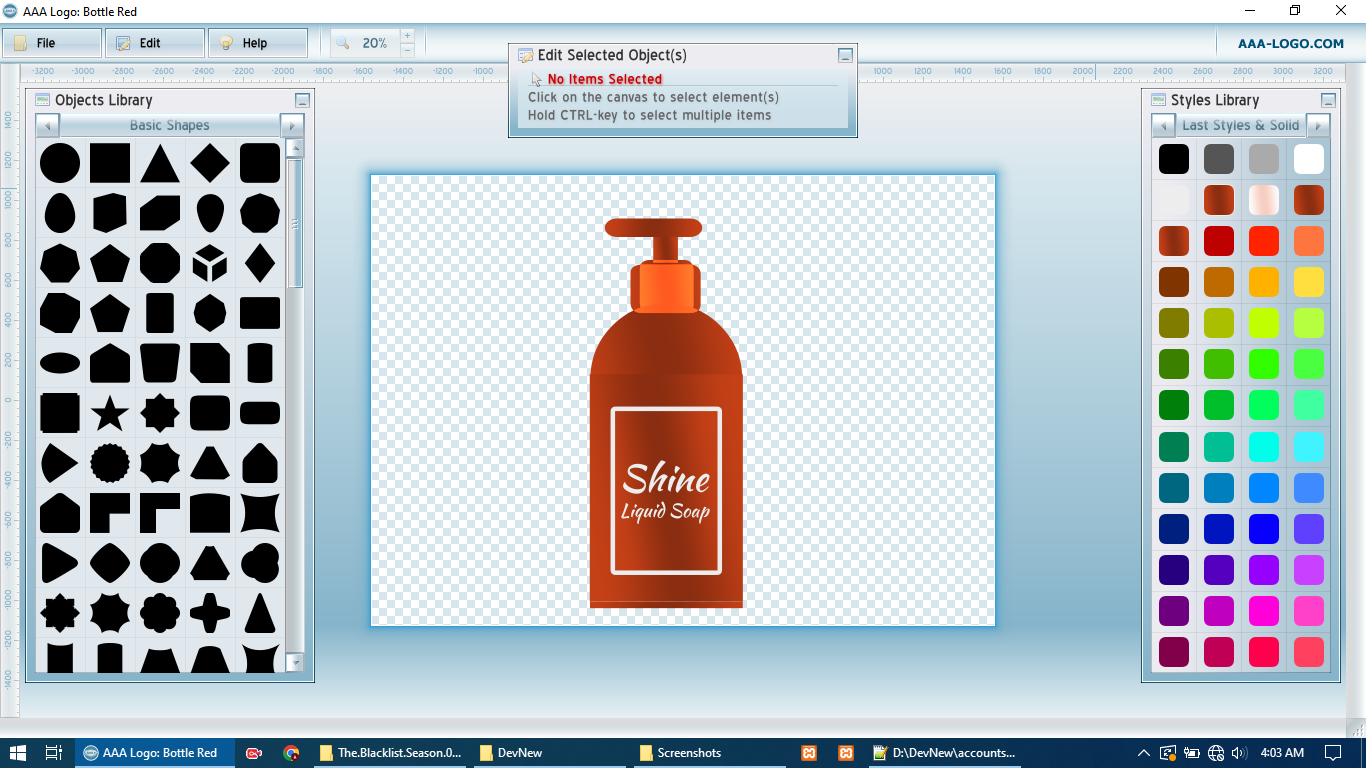 AAA Logo: Bottle Red
File
Edit
Help
20%
AAA-LOGO.COM
-3200 -3000 -2800 -2600 -2400 -2200 -2000 -1800 -1600 -1400 -1200 -1000 1000 1200 1400 1600 1800 2000 2200 2400 2600 2800 3000 3200
Edit Selected Object(s)
No Items Selected
Click on the canvas to select element(s)
Hold CTRL-key to select multiple items
Objects Library
Basic Shapes
Styles Library
Last Styles & Solid
1400
1200
1000
800
600
400
200
0
-200
-400
-600
-800
-1000
-1200
-1400
Shine
Liquid Soap
AAA Logo: Bottle Red
The.Blacklist.Season.0...
DevNew
Screenshots
D:\DevNew\accounts...
4:03 AM